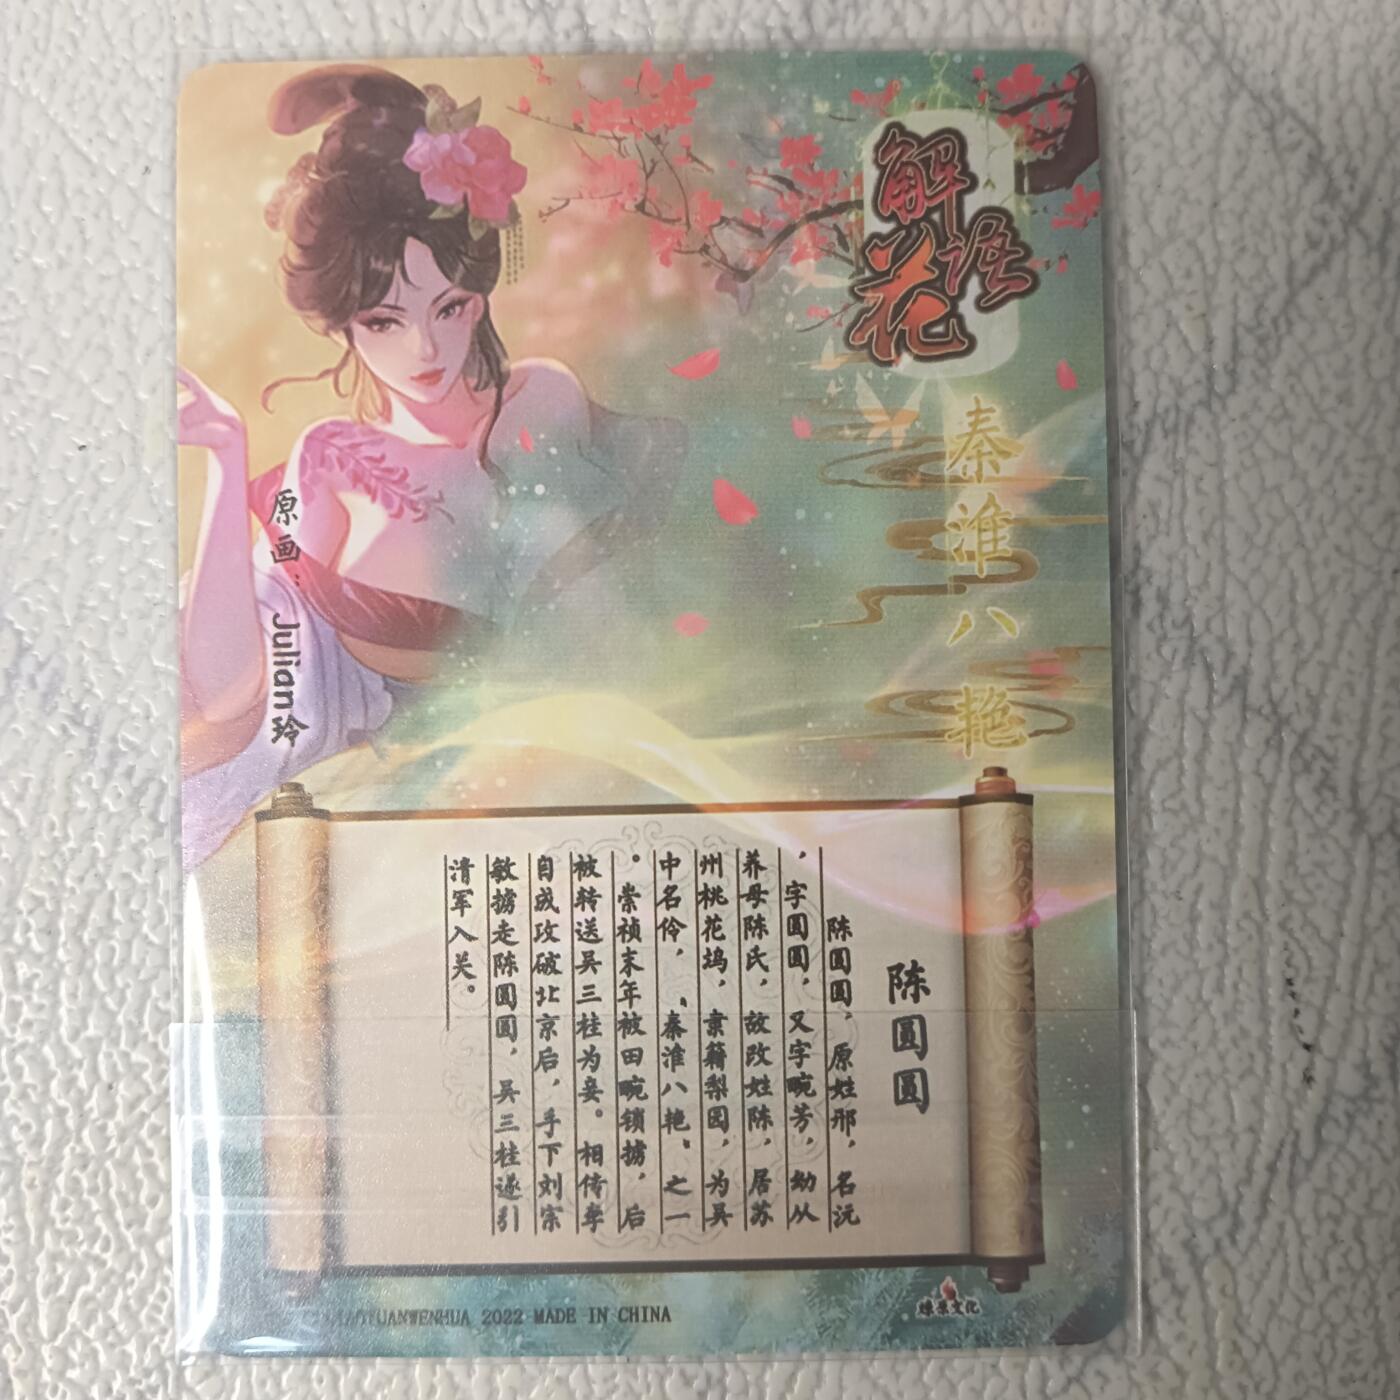 解语花
秦淮八艳
原画：Julian玲
陈圆圆
陈圆圆，原姓邢，名沅
，字圆圆，又字畹芳，幼从
养母陈氏，故改姓陈，居苏
州桃花坞，隶籍梨园，为吴
中名伶，“秦淮八艳”之一
。崇祯末年被田畹锁掳，后
被转送吴三桂为妾。相传李
自成攻破北京后，手下刘宗
敏掳走陈圆圆，吴三桂遂引
清军入关。
YUANWENHUA 2022 MADE IN CHINA
文化